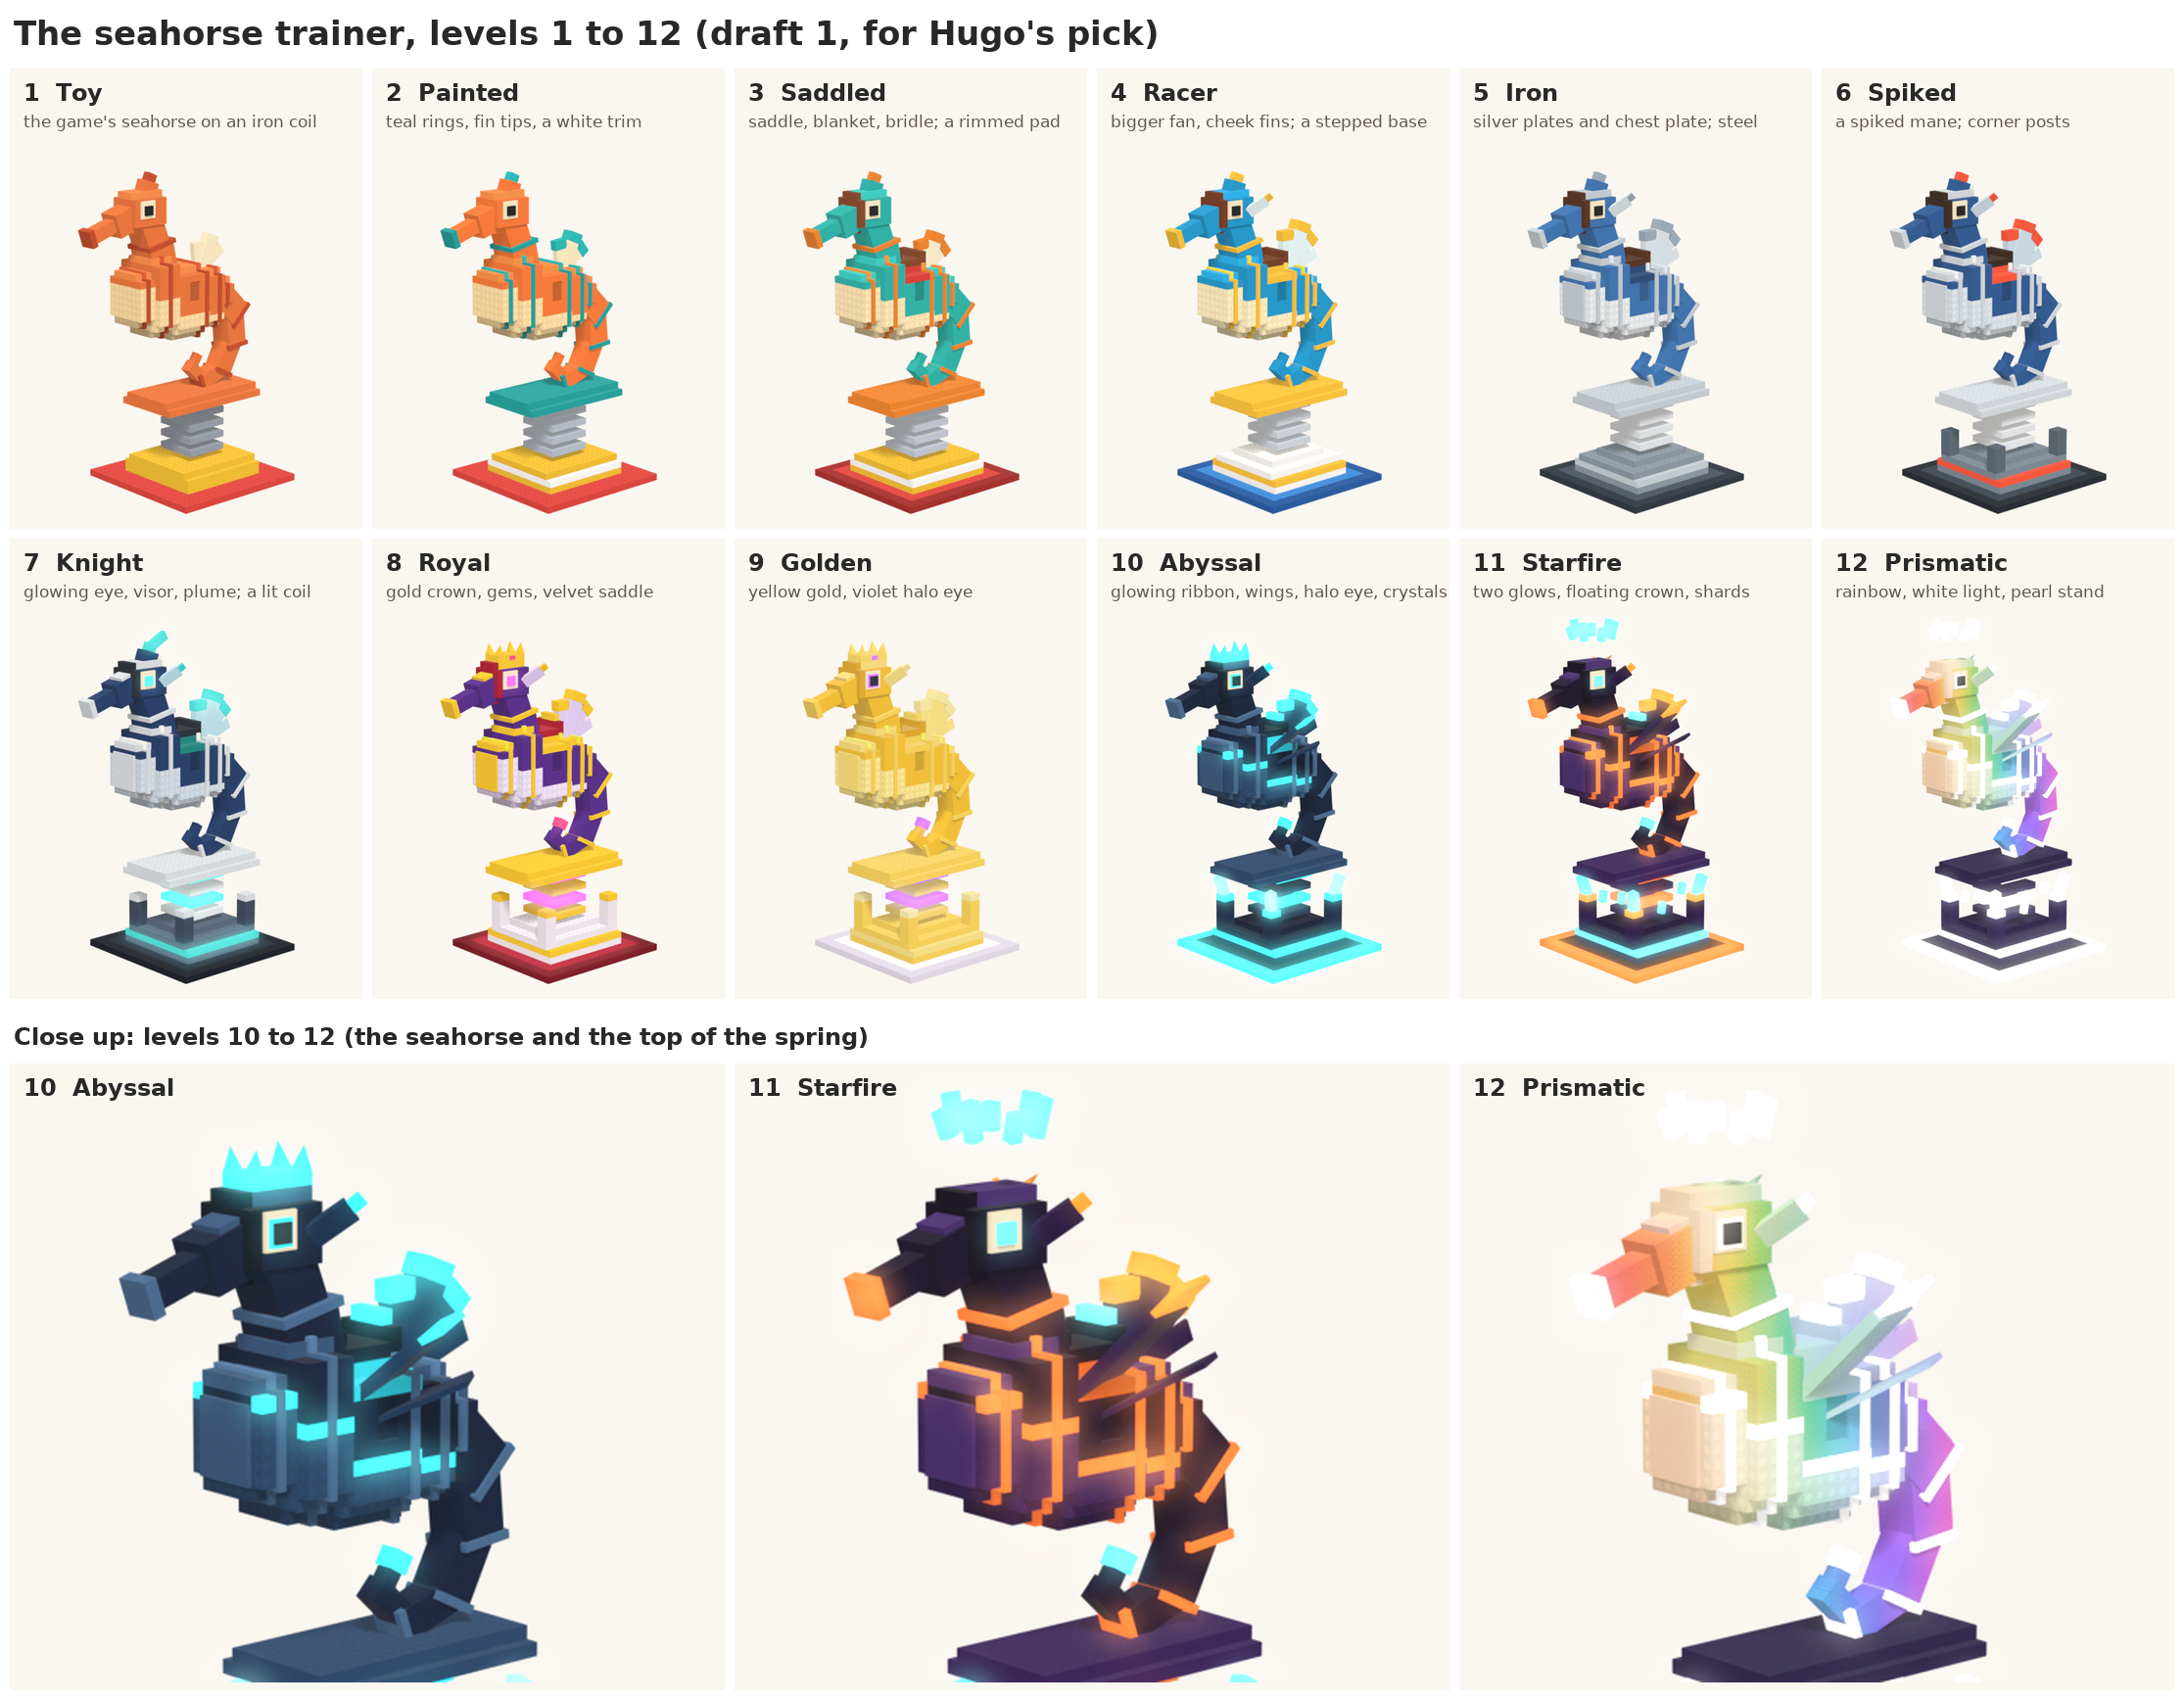 The seahorse trainer, levels 1 to 12 (draft 1, for Hugo's pick)
1 Toy
the game's seahorse on an iron coil
2 Painted
teal rings, fin tips, a white trim
3 Saddled
saddle, blanket, bridle; a rimmed pad
4 Racer
bigger fan, cheek fins; a stepped base
5 Iron
silver plates and chest plate; steel
6 Spiked
a spiked mane; corner posts
7 Knight
glowing eye, visor, plume; a lit coil
8 Royal
gold crown, gems, velvet saddle
9 Golden
yellow gold, violet halo eye
10 Abyssal
glowing ribbon, wings, halo eye, crystals
11 Starfire
two glows, floating crown, shards
12 Prismatic
rainbow, white light, pearl stand
Close up: levels 10 to 12 (the seahorse and the top of the spring)
10 Abyssal
11 Starfire
12 Prismatic